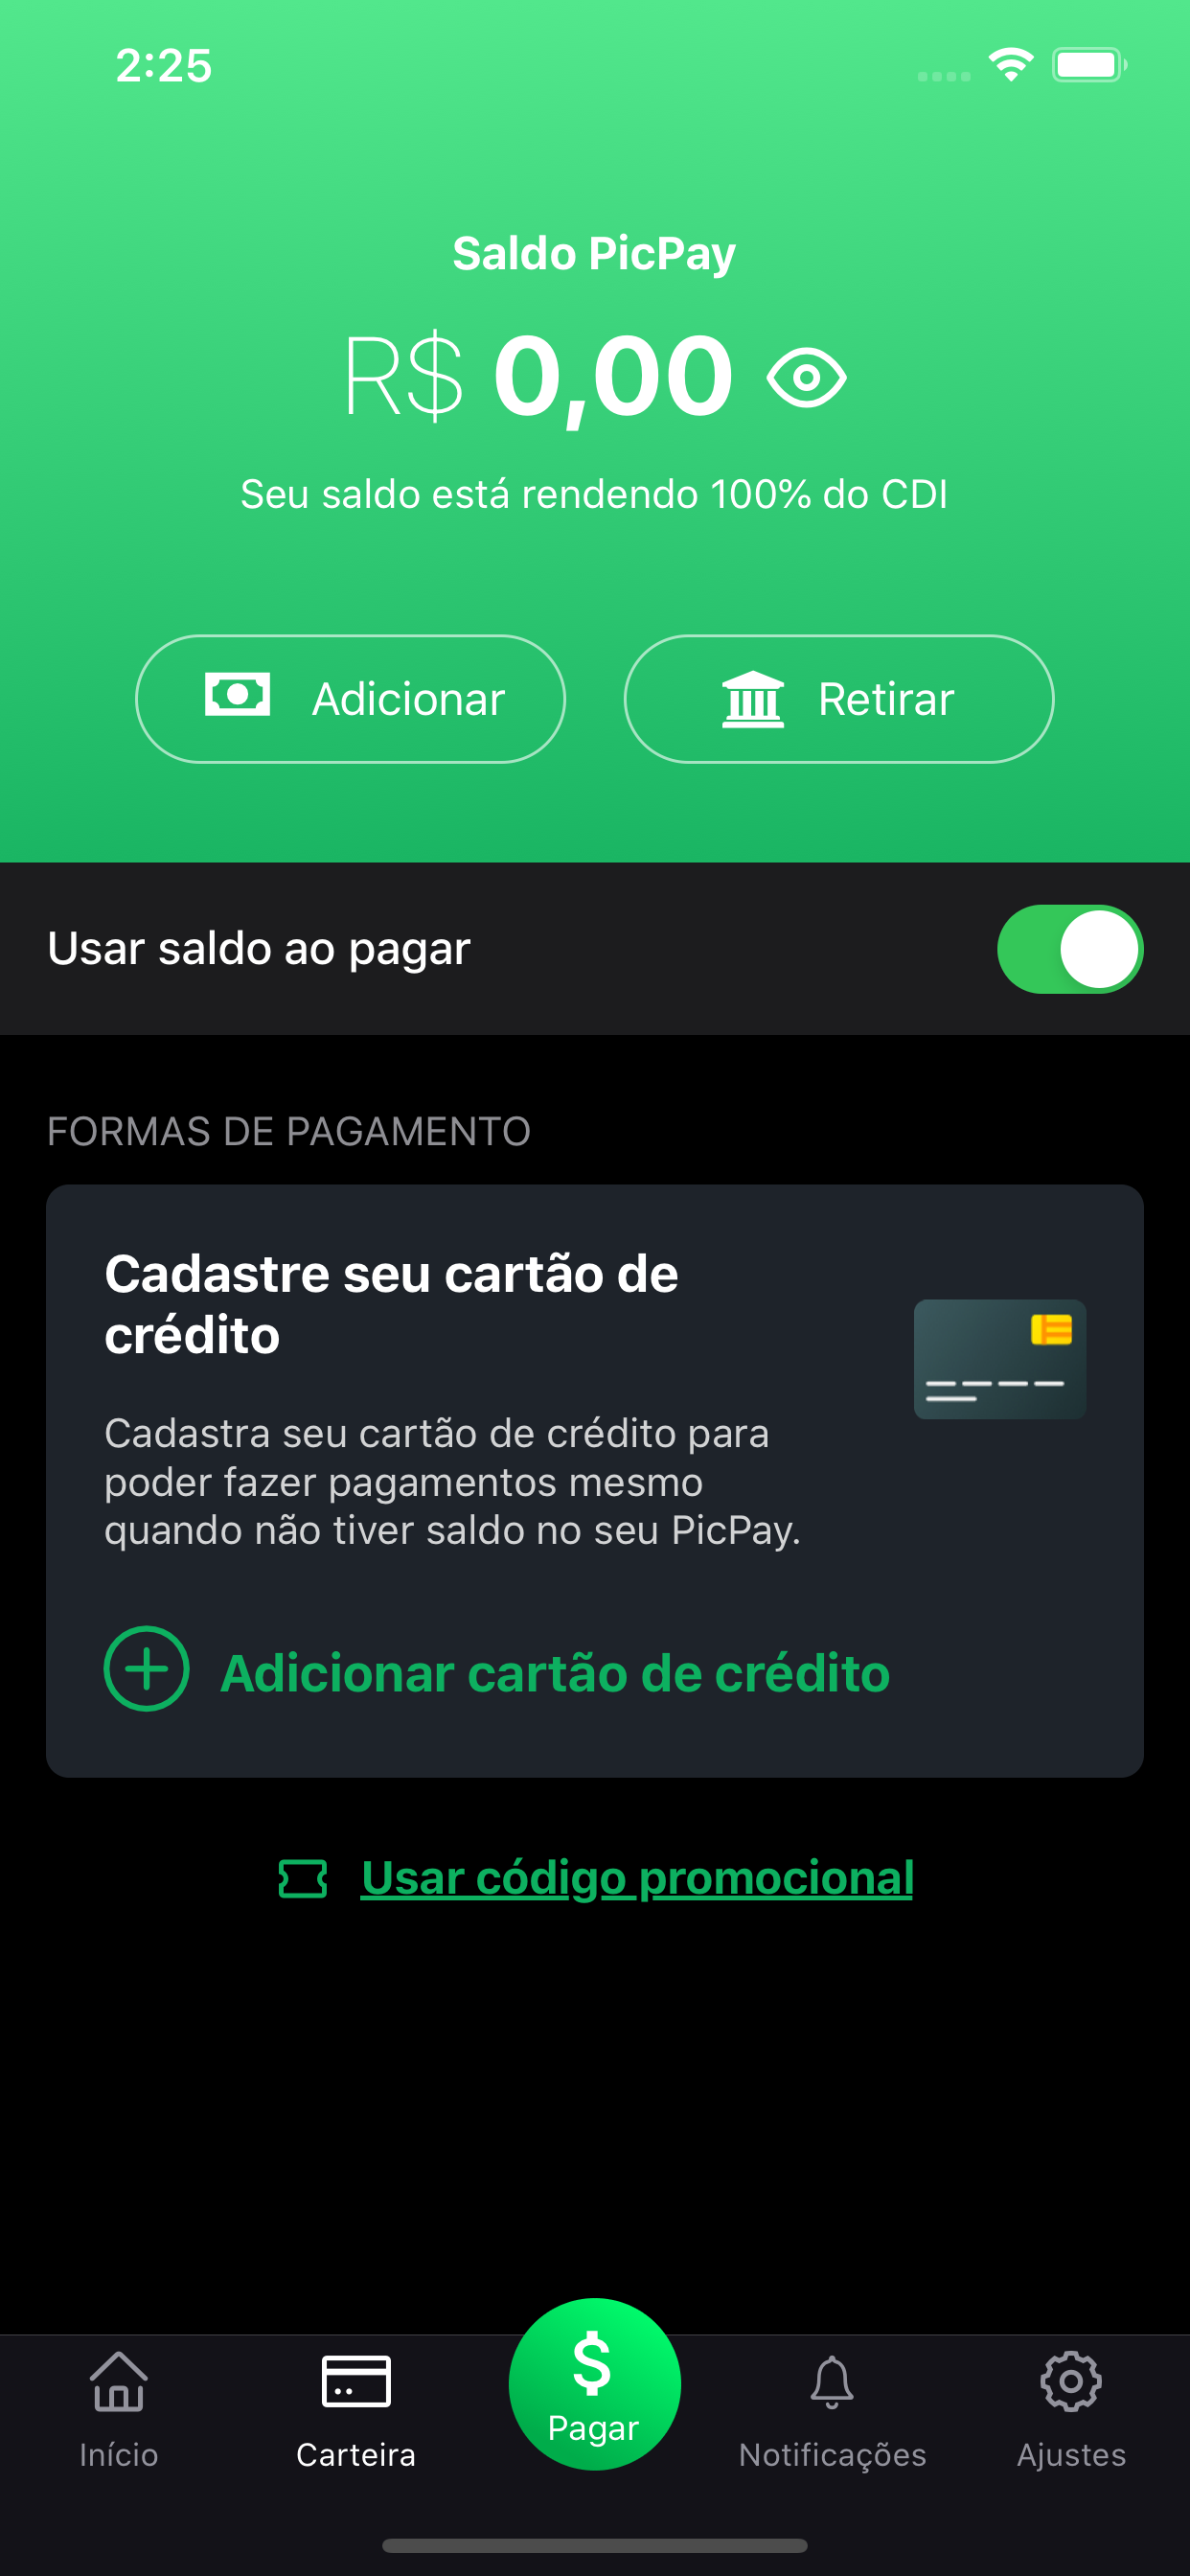 2:25
Saldo PicPay
R$ 0,00
Seu saldo está rendendo 100% do CDI
Adicionar
Retirar
Usar saldo ao pagar
FORMAS DE PAGAMENTO
Cadastre seu cartão de
crédito
Cadastra seu cartão de crédito para
poder fazer pagamentos mesmo
quando não tiver saldo no seu PicPay.
Adicionar cartão de crédito
Usar código promocional
$
Pagar
Início
Carteira
Notificações
Ajustes